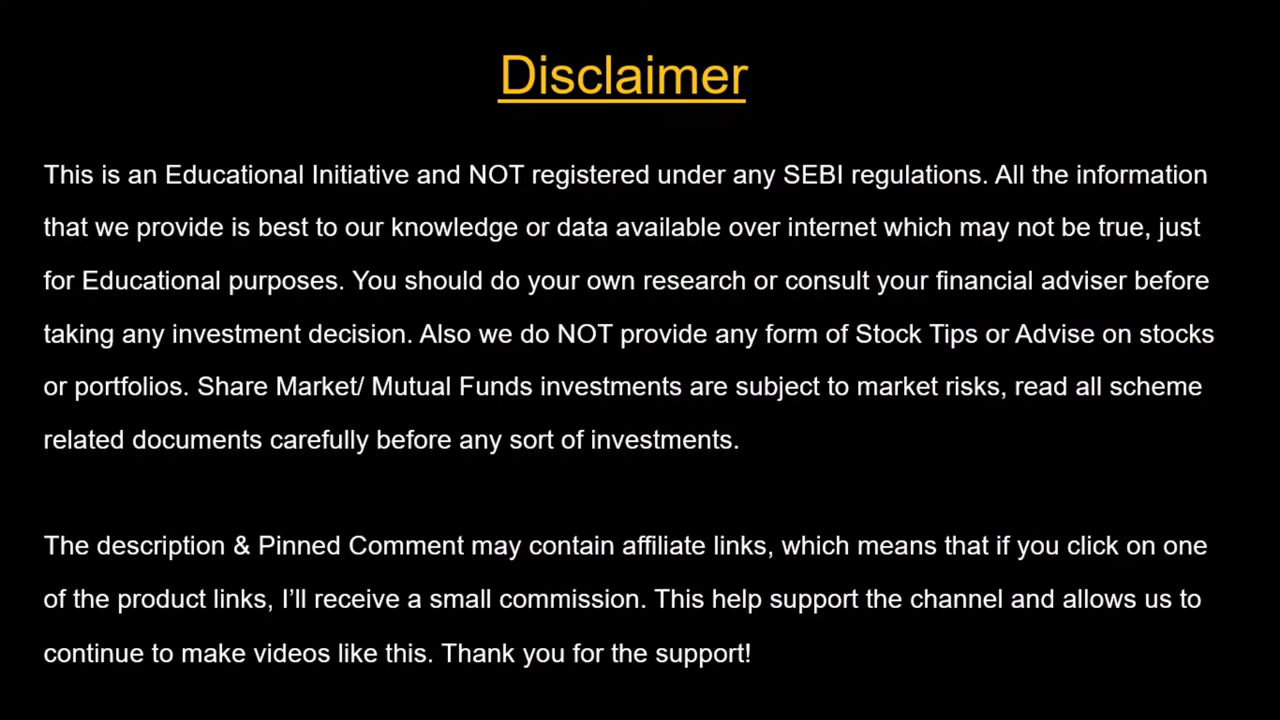 Disclaimer
This is an Educational Initiative and NOT registered under any SEBI regulations. All the information
that we provide is best to our knowledge or data available over internet which may not be true, just
for Educational purposes. You should do your own research or consult your financial adviser before
taking any investment decision. Also we do NOT provide any form of Stock Tips or Advise on stocks
or portfolios. Share Market/ Mutual Funds investments are subject to market risks, read all scheme
related documents carefully before any sort of investments.
The description & Pinned Comment may contain affiliate links, which means that if you click on one
of the product links, I’ll receive a small commission. This help support the channel and allows us to
continue to make videos like this. Thank you for the support!